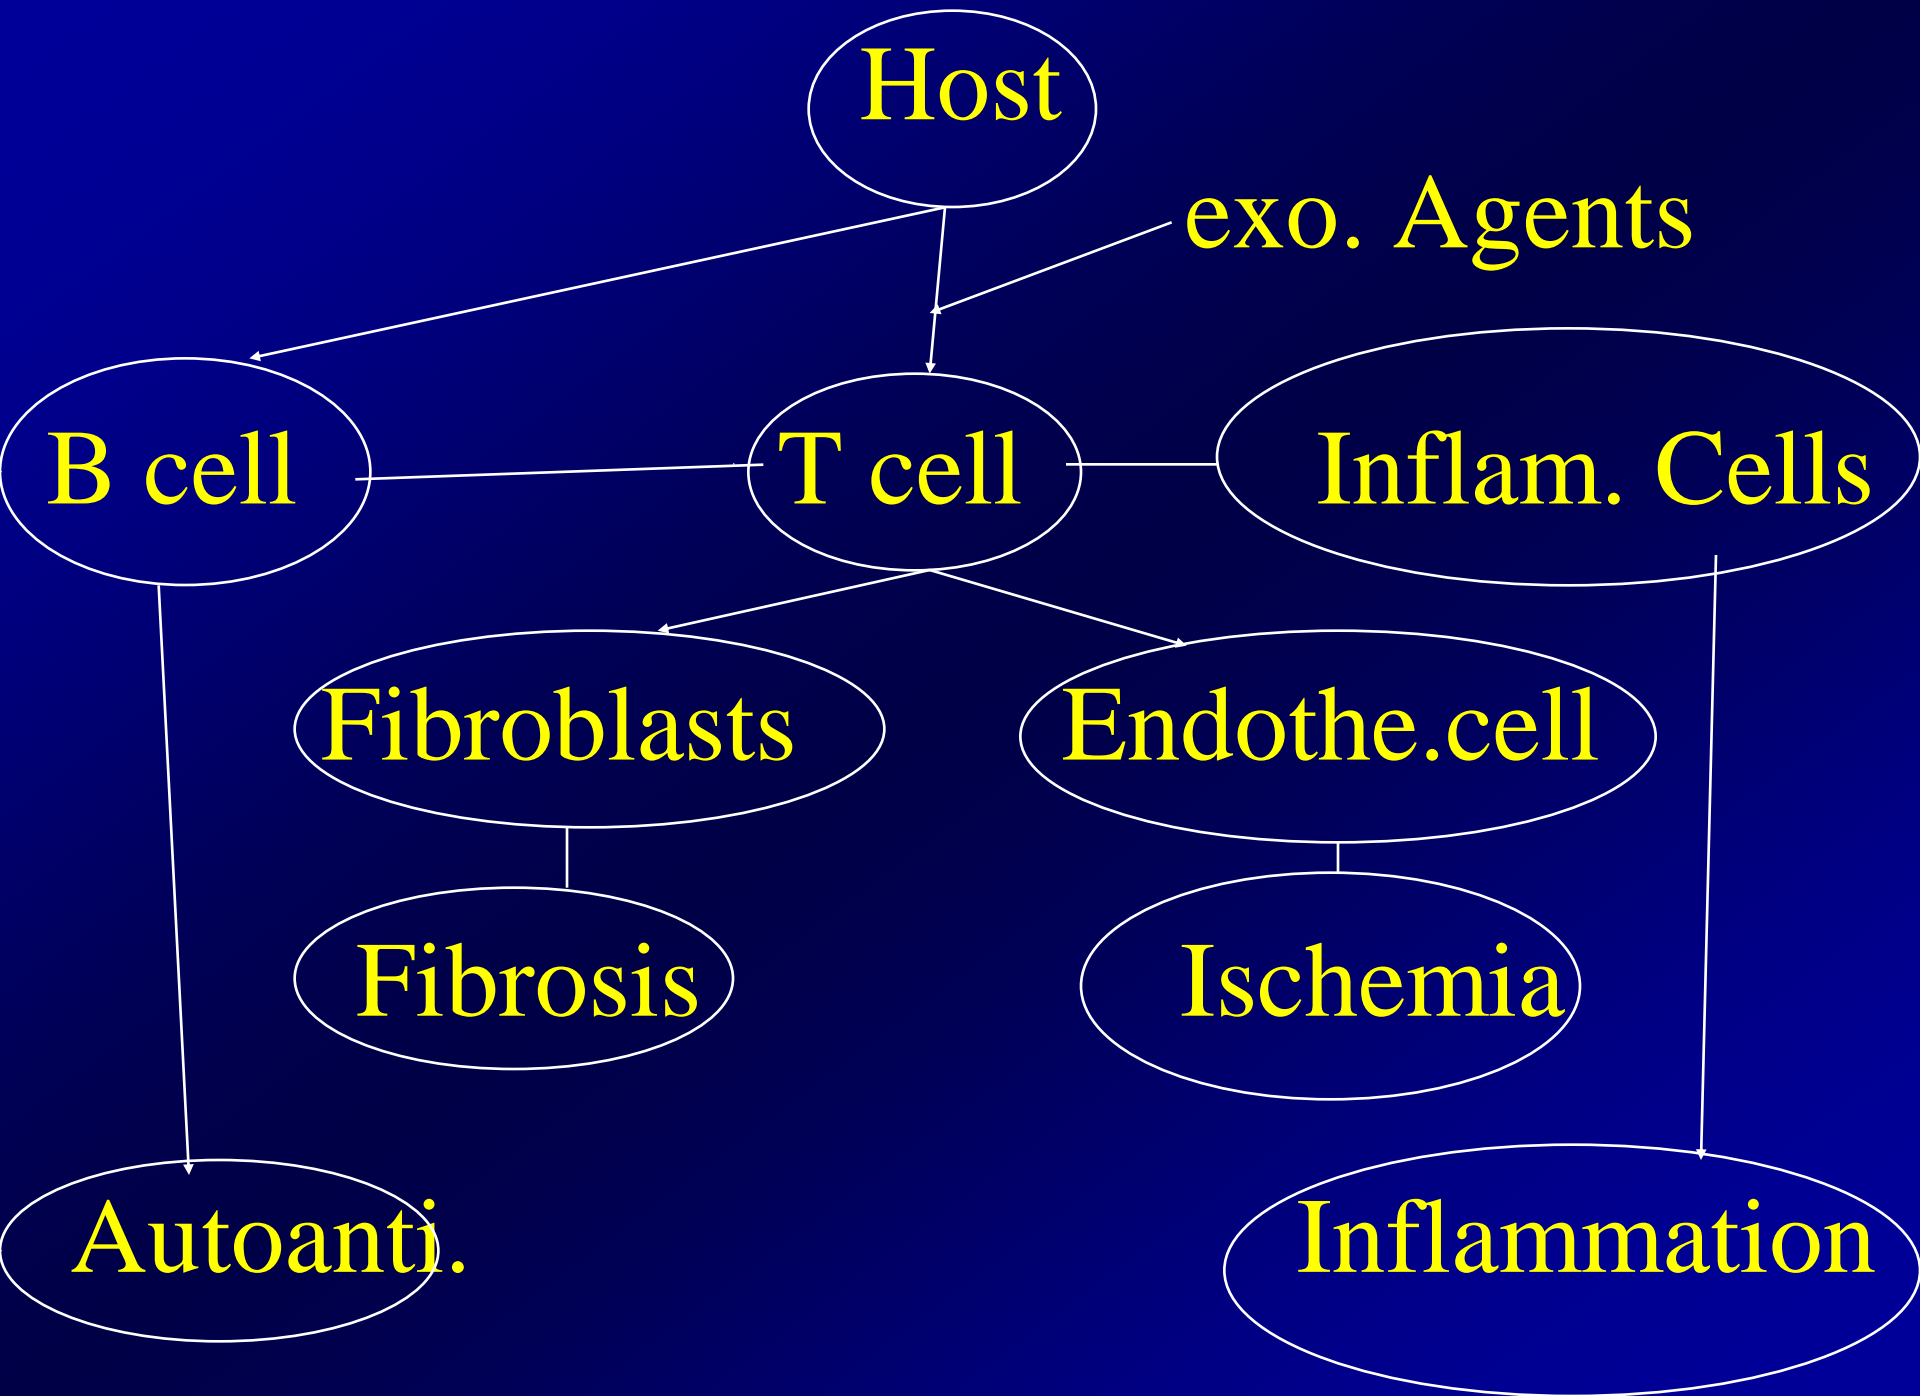 Host
exo. Agents
B cell
T cell
Inflam. Cells
Fibroblasts
Endothe.cell
Fibrosis
Ischemia
Autoanti.
Inflammation